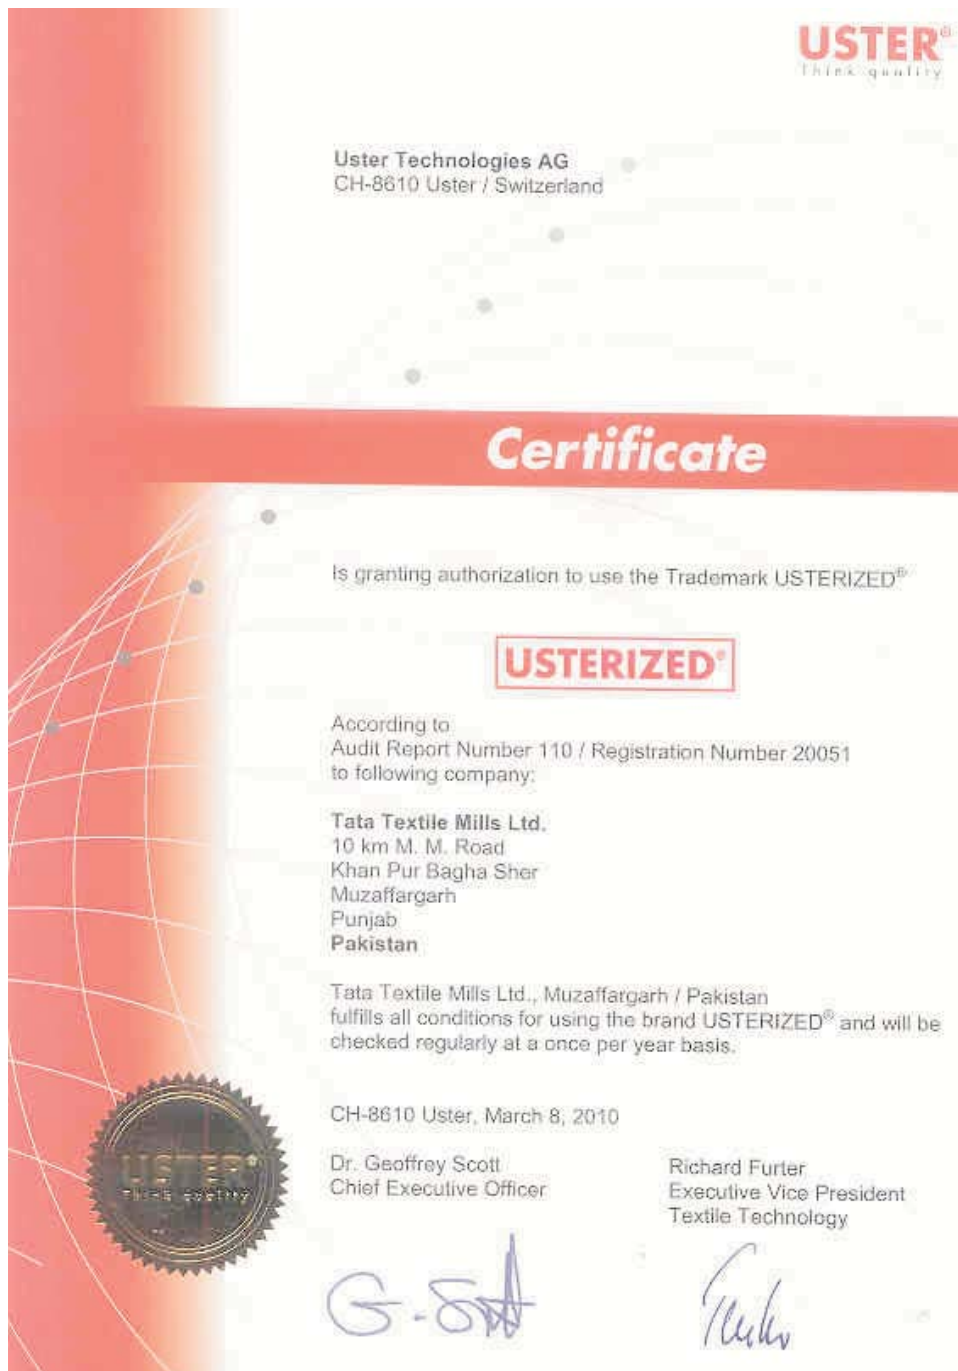 USTER®
Think quality
Uster Technologies AG
CH-8610 Uster / Switzerland
Certificate
Is granting authorization to use the Trademark USTERIZED®
USTERIZED®
According to
Audit Report Number 110 / Registration Number 20051
to following company:
Tata Textile Mills Ltd.
10 km M. M. Road
Khan Pur Bagha Sher
Muzaffargarh
Punjab
Pakistan
Tata Textile Mills Ltd., Muzaffargarh / Pakistan
fulfills all conditions for using the brand USTERIZED® and will be
checked regularly at a once per year basis.
CH-8610 Uster, March 8, 2010
Dr. Geoffrey Scott
Chief Executive Officer
Richard Furter
Executive Vice President
Textile Technology
USTER®
Think quality
G. Scott